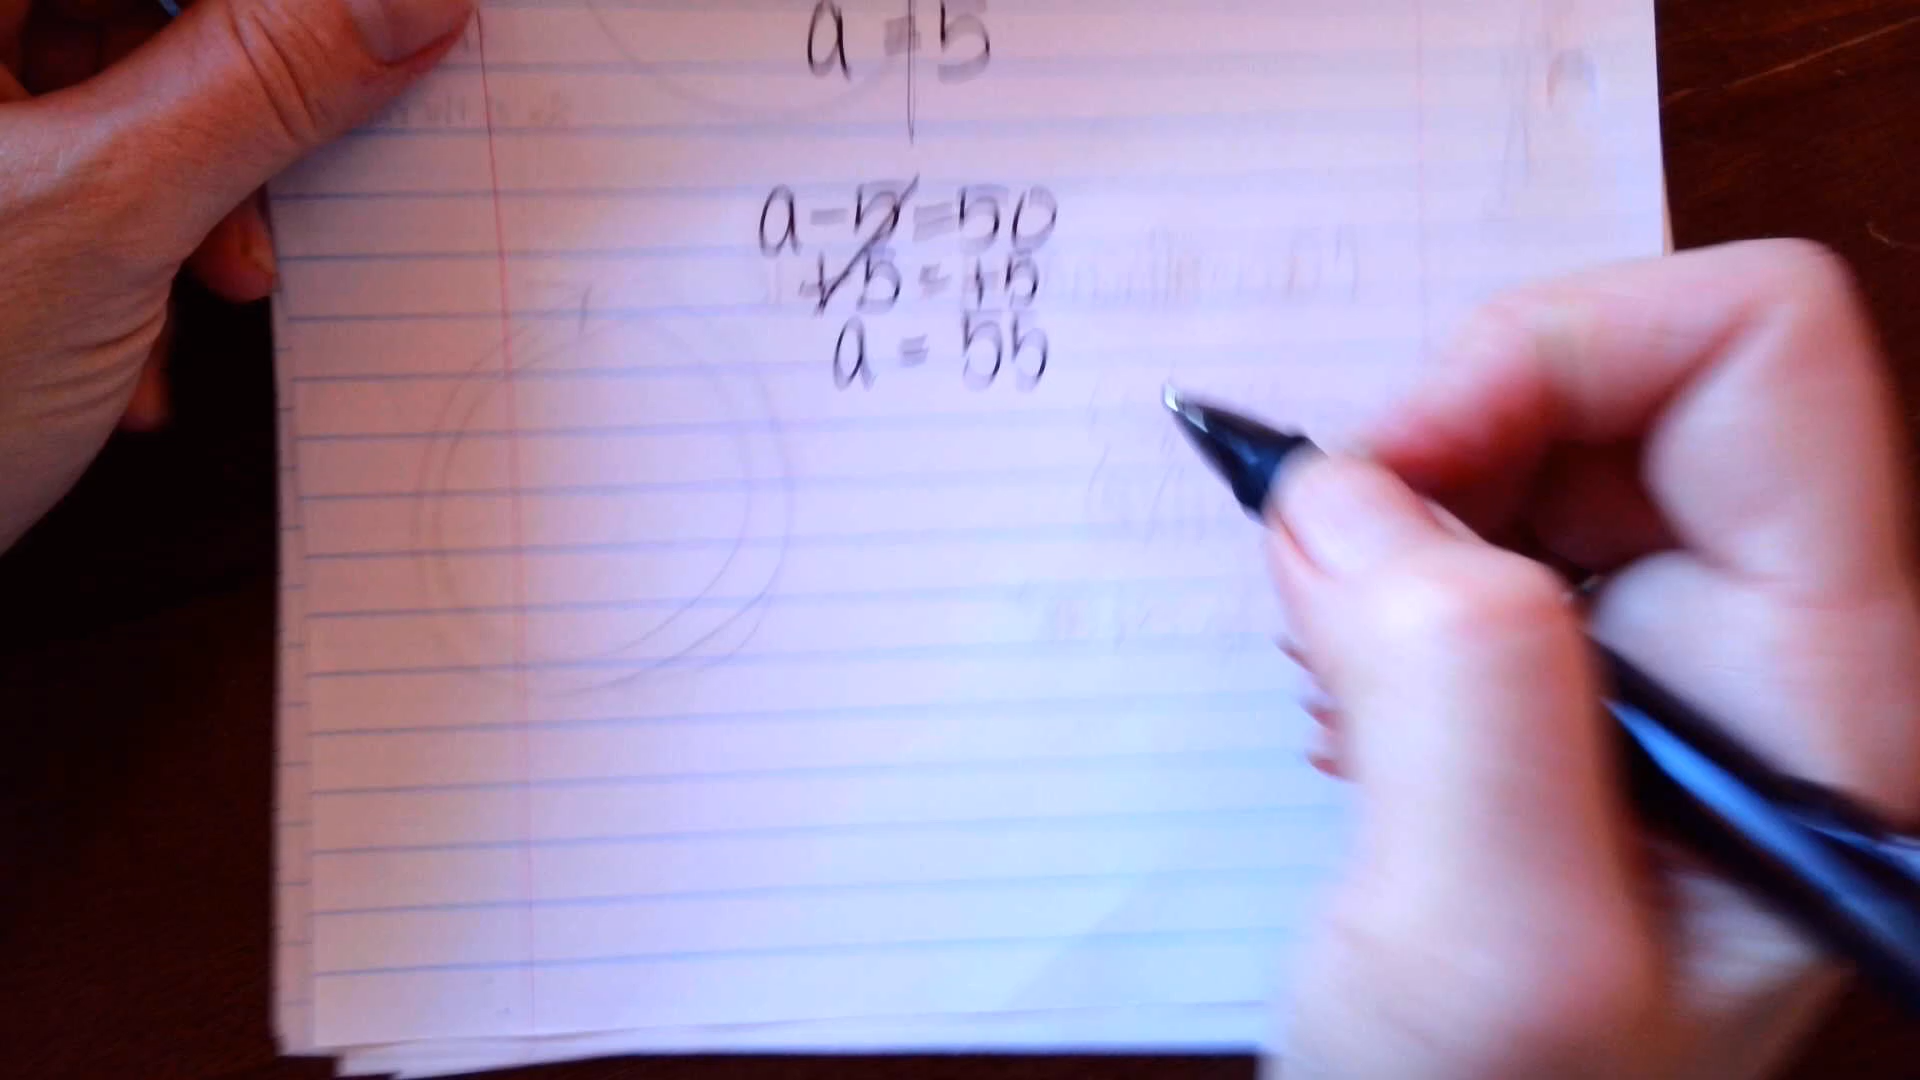 a = 5
a - 5 = 50
+ 5 = +5
a = 55